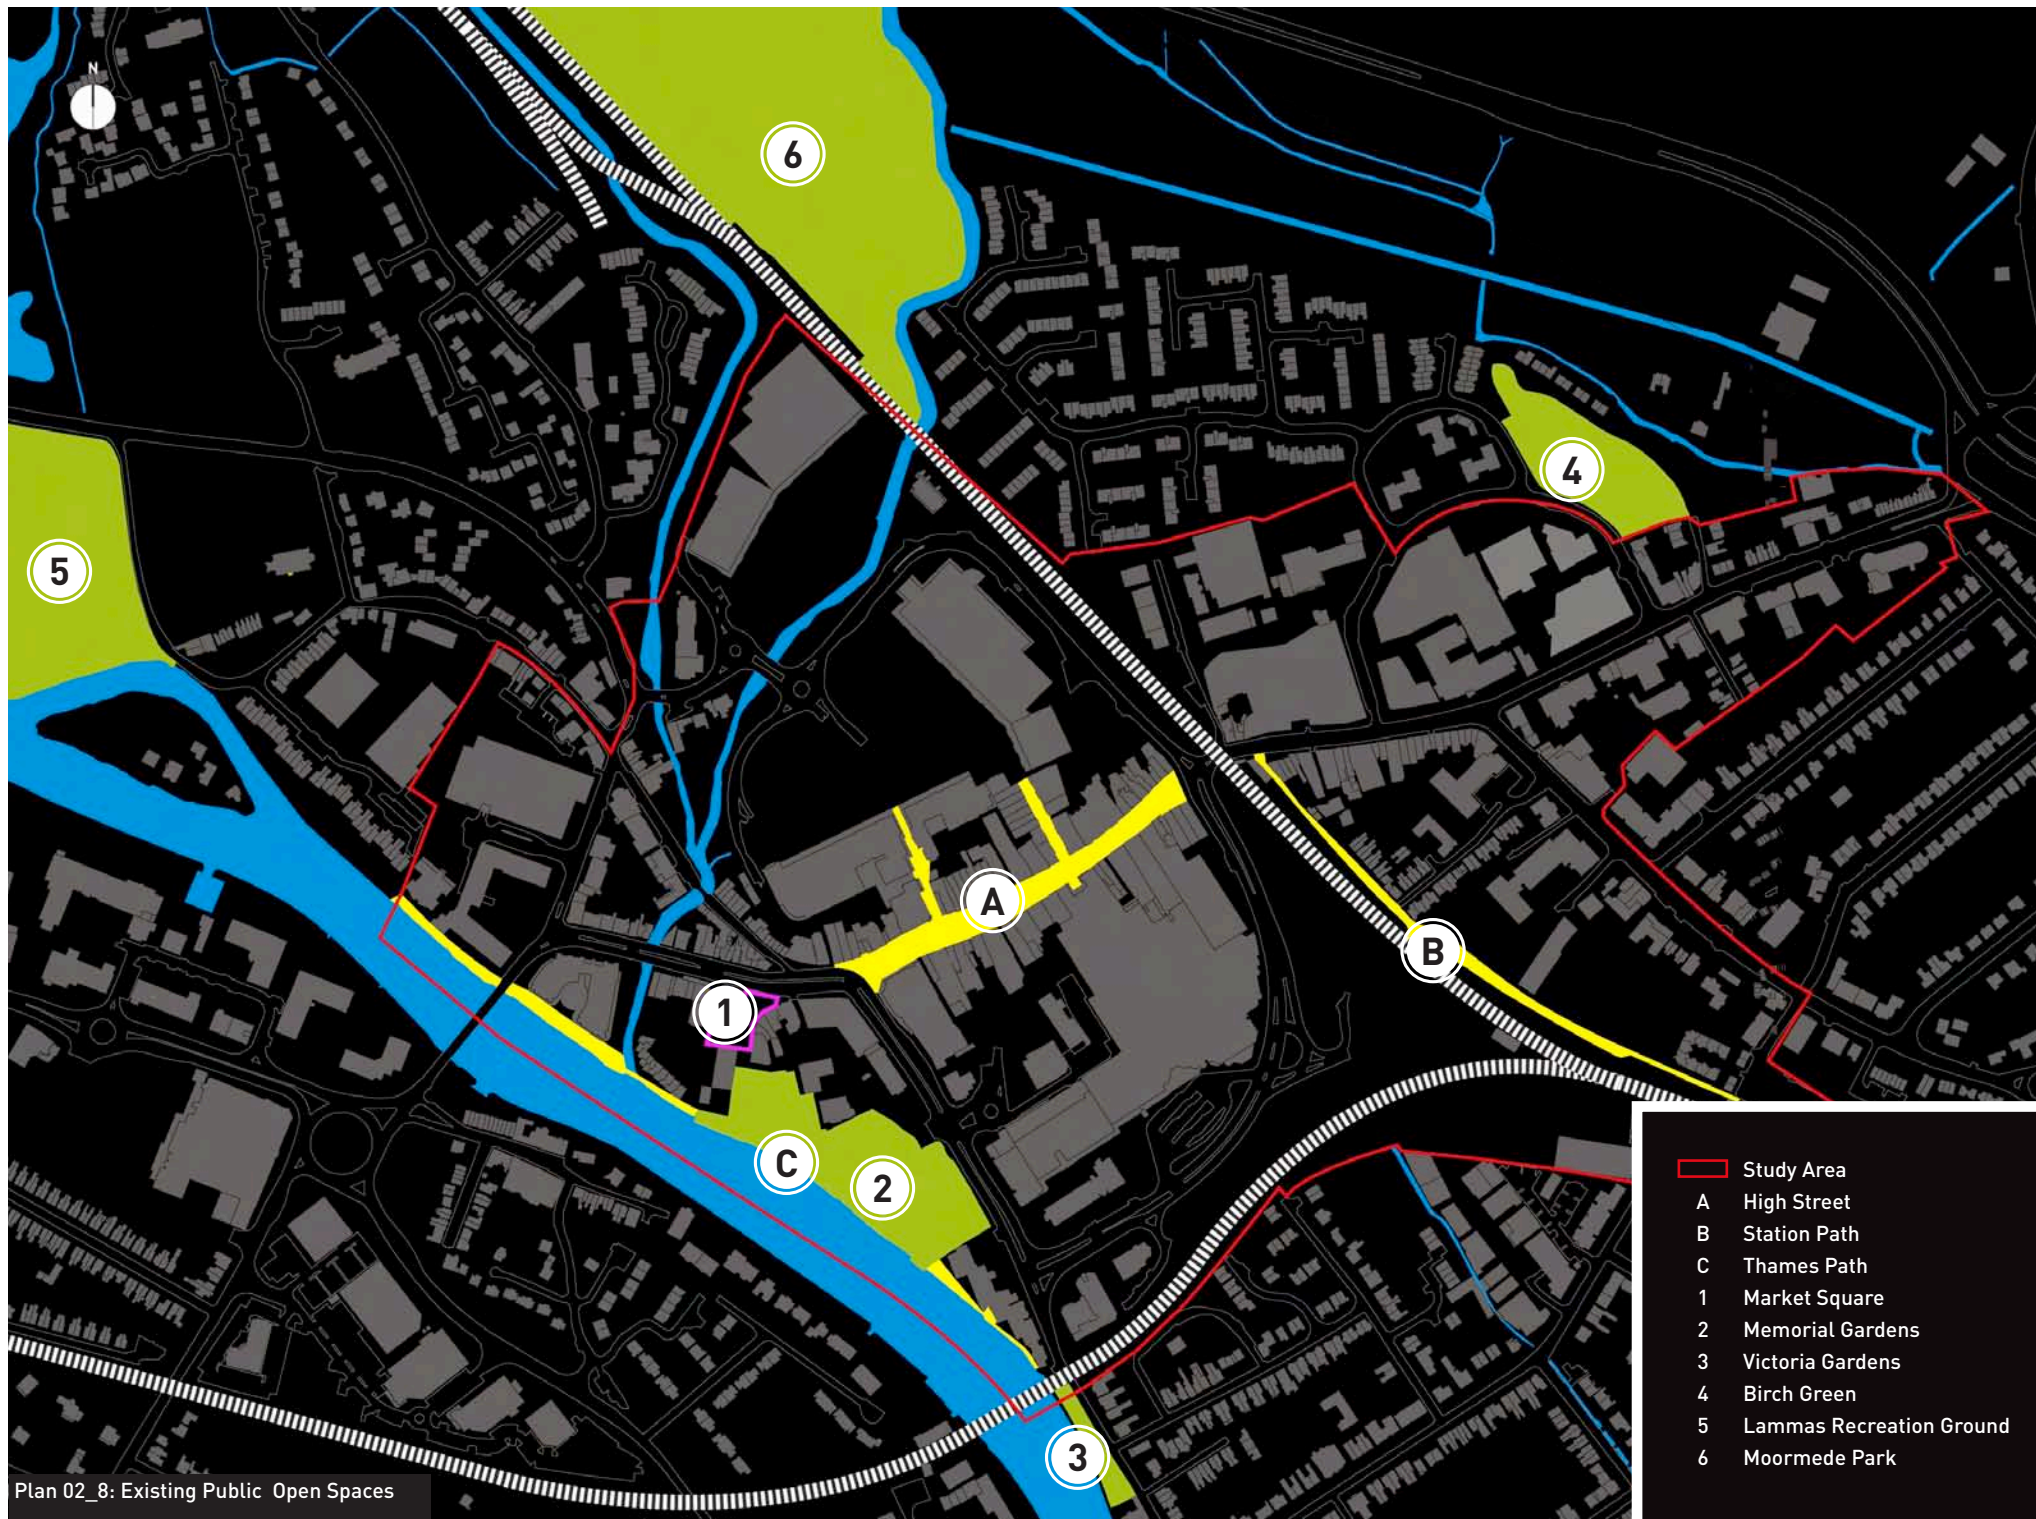 N
6
4
5
A
B
1
C
2
3
Study Area
A High Street
B Station Path
C Thames Path
1 Market Square
2 Memorial Gardens
3 Victoria Gardens
4 Birch Green
5 Lammas Recreation Ground
6 Moormede Park
Plan 02_8: Existing Public Open Spaces